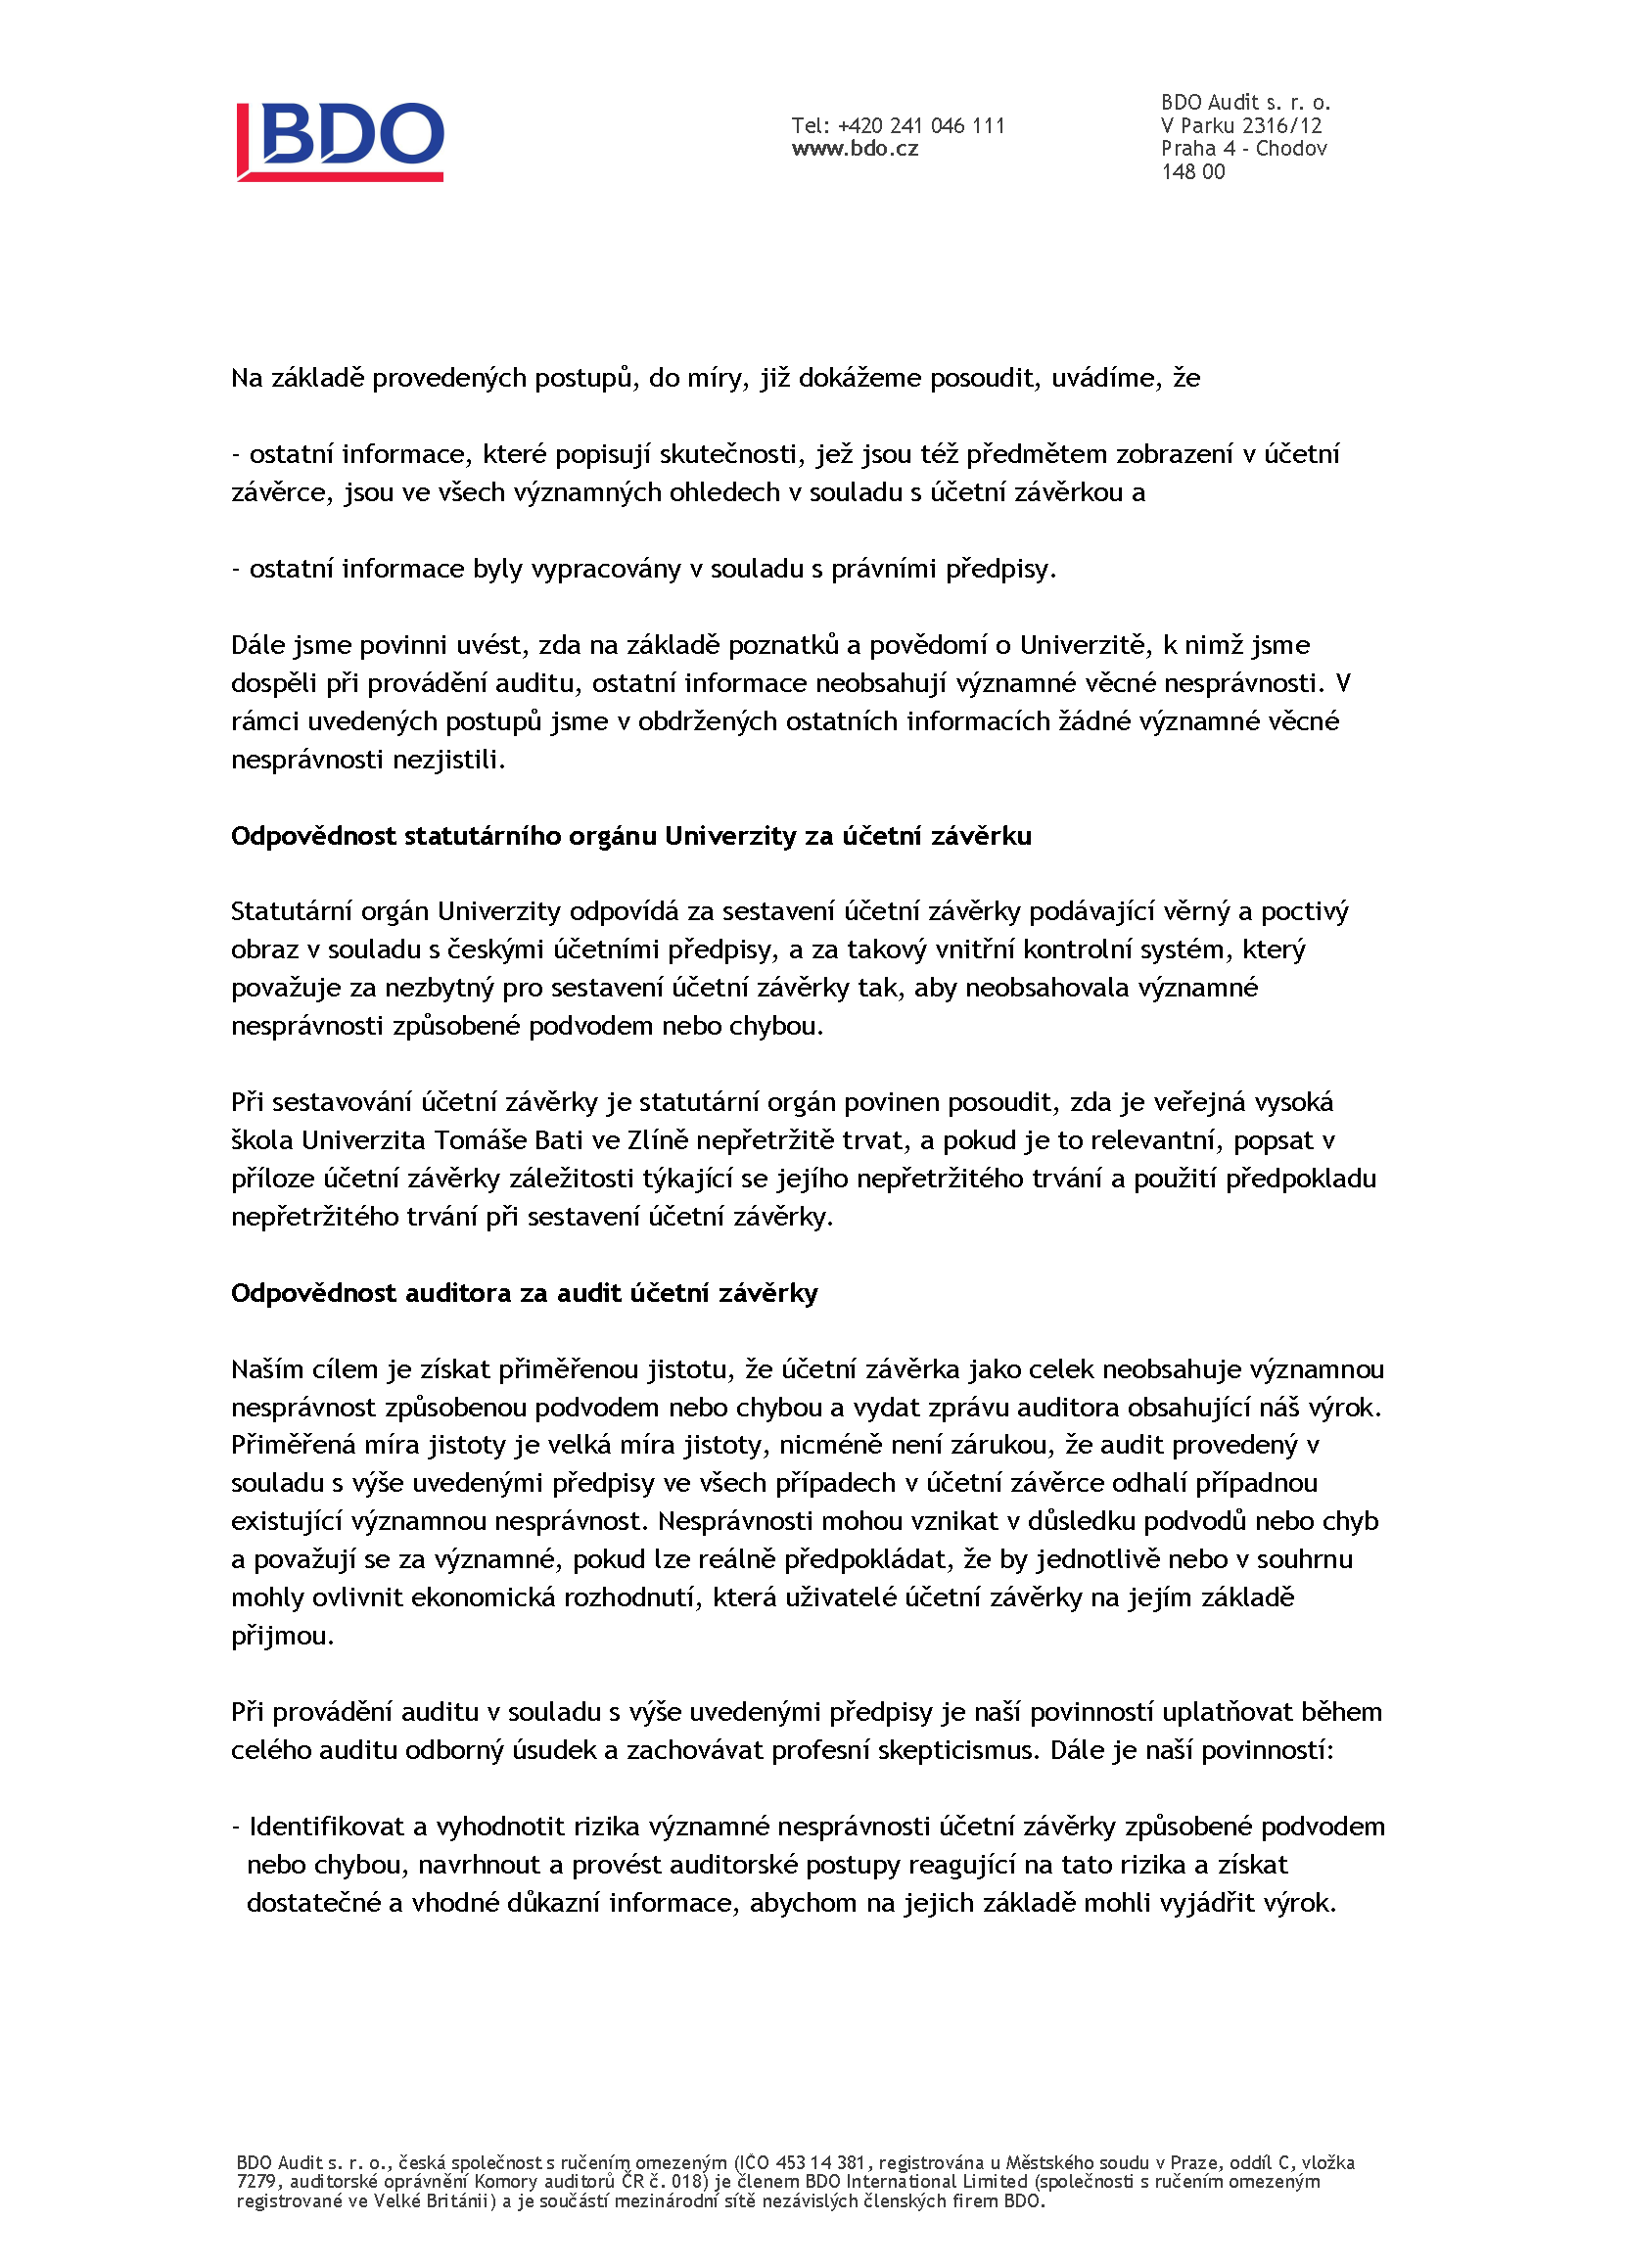 BDO
Tel: +420 241 046 111
www.bdo.cz
BDO Audit s. r. o.
V Parku 2316/12
Praha 4 - Chodov
148 00
Na základě provedených postupů, do míry, již dokážeme posoudit, uvádíme, že
- ostatní informace, které popisují skutečnosti, jež jsou též předmětem zobrazení v účetní
závěrce, jsou ve všech významných ohledech v souladu s účetní závěrkou a
- ostatní informace byly vypracovány v souladu s právními předpisy.
Dále jsme povinni uvést, zda na základě poznatků a povědomí o Univerzitě, k nimž jsme
dospěli při provádění auditu, ostatní informace neobsahují významné věcné nesprávnosti. V
rámci uvedených postupů jsme v obdržených ostatních informacích žádné významné věcné
nesprávnosti nezjistili.
Odpovědnost statutárního orgánu Univerzity za účetní závěrku
Statutární orgán Univerzity odpovídá za sestavení účetní závěrky podávající věrný a poctivý
obraz v souladu s českými účetními předpisy, a za takový vnitřní kontrolní systém, který
považuje za nezbytný pro sestavení účetní závěrky tak, aby neobsahovala významné
nesprávnosti způsobené podvodem nebo chybou.
Při sestavování účetní závěrky je statutární orgán povinen posoudit, zda je veřejná vysoká
škola Univerzita Tomáše Bati ve Zlíně nepřetržitě trvat, a pokud je to relevantní, popsat v
příloze účetní závěrky záležitosti týkající se jejího nepřetržitého trvání a použití předpokladu
nepřetržitého trvání při sestavení účetní závěrky.
Odpovědnost auditora za audit účetní závěrky
Naším cílem je získat přiměřenou jistotu, že účetní závěrka jako celek neobsahuje významnou
nesprávnost způsobenou podvodem nebo chybou a vydat zprávu auditora obsahující náš výrok.
Přiměřená míra jistoty je velká míra jistoty, nicméně není zárukou, že audit provedený v
souladu s výše uvedenými předpisy ve všech případech v účetní závěrce odhalí případnou
existující významnou nesprávnost. Nesprávnosti mohou vznikat v důsledku podvodů nebo chyb
a považují se za významné, pokud lze reálně předpokládat, že by jednotlivě nebo v souhrnu
mohly ovlivnit ekonomická rozhodnutí, která uživatelé účetní závěrky na jejím základě
přijmou.
Při provádění auditu v souladu s výše uvedenými předpisy je naší povinností uplatňovat během
celého auditu odborný úsudek a zachovávat profesní skepticismus. Dále je naší povinností:
- Identifikovat a vyhodnotit rizika významné nesprávnosti účetní závěrky způsobené podvodem
nebo chybou, navrhnout a provést auditorské postupy reagující na tato rizika a získat
dostatečné a vhodné důkazní informace, abychom na jejich základě mohli vyjádřit výrok.
BDO Audit s. r. o., česká společnost s ručením omezeným (IČO 453 14 381, registrována u Městského soudu v Praze, oddíl C, vložka
7279, auditorské oprávnění Komory auditorů ČR č. 018) je členem BDO International Limited (společnosti s ručením omezeným
registrované ve Velké Británii) a je součástí mezinárodní sítě nezávislých členských firem BDO.